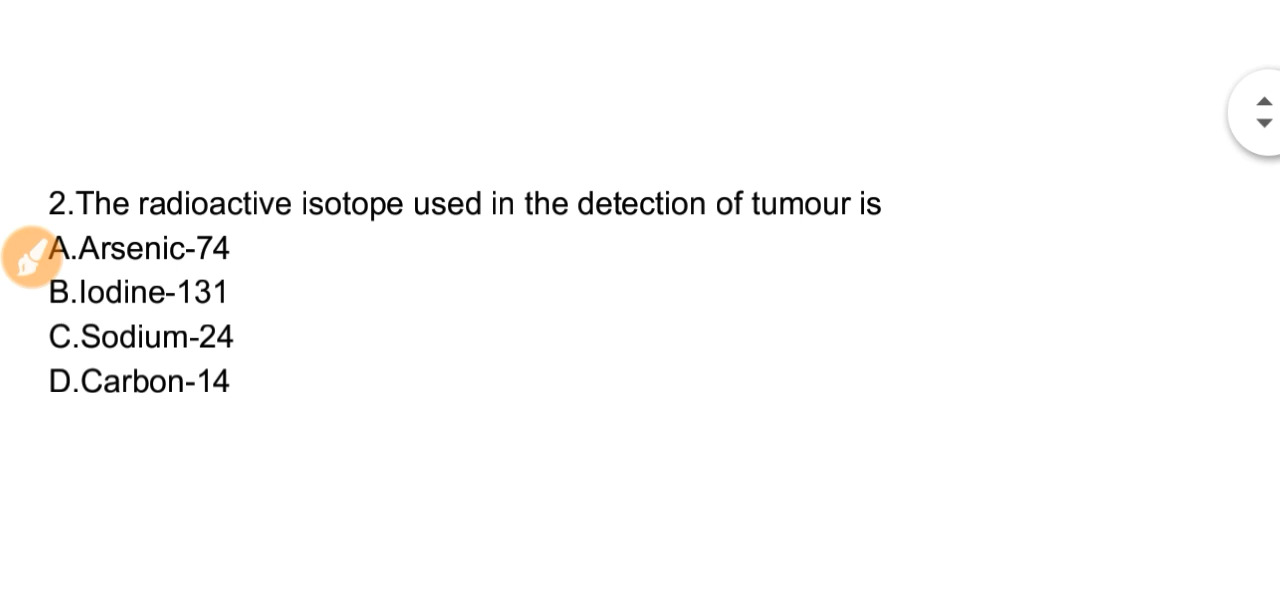 2.The radioactive isotope used in the detection of tumour is
A.Arsenic-74
B.Iodine-131
C.Sodium-24
D.Carbon-14